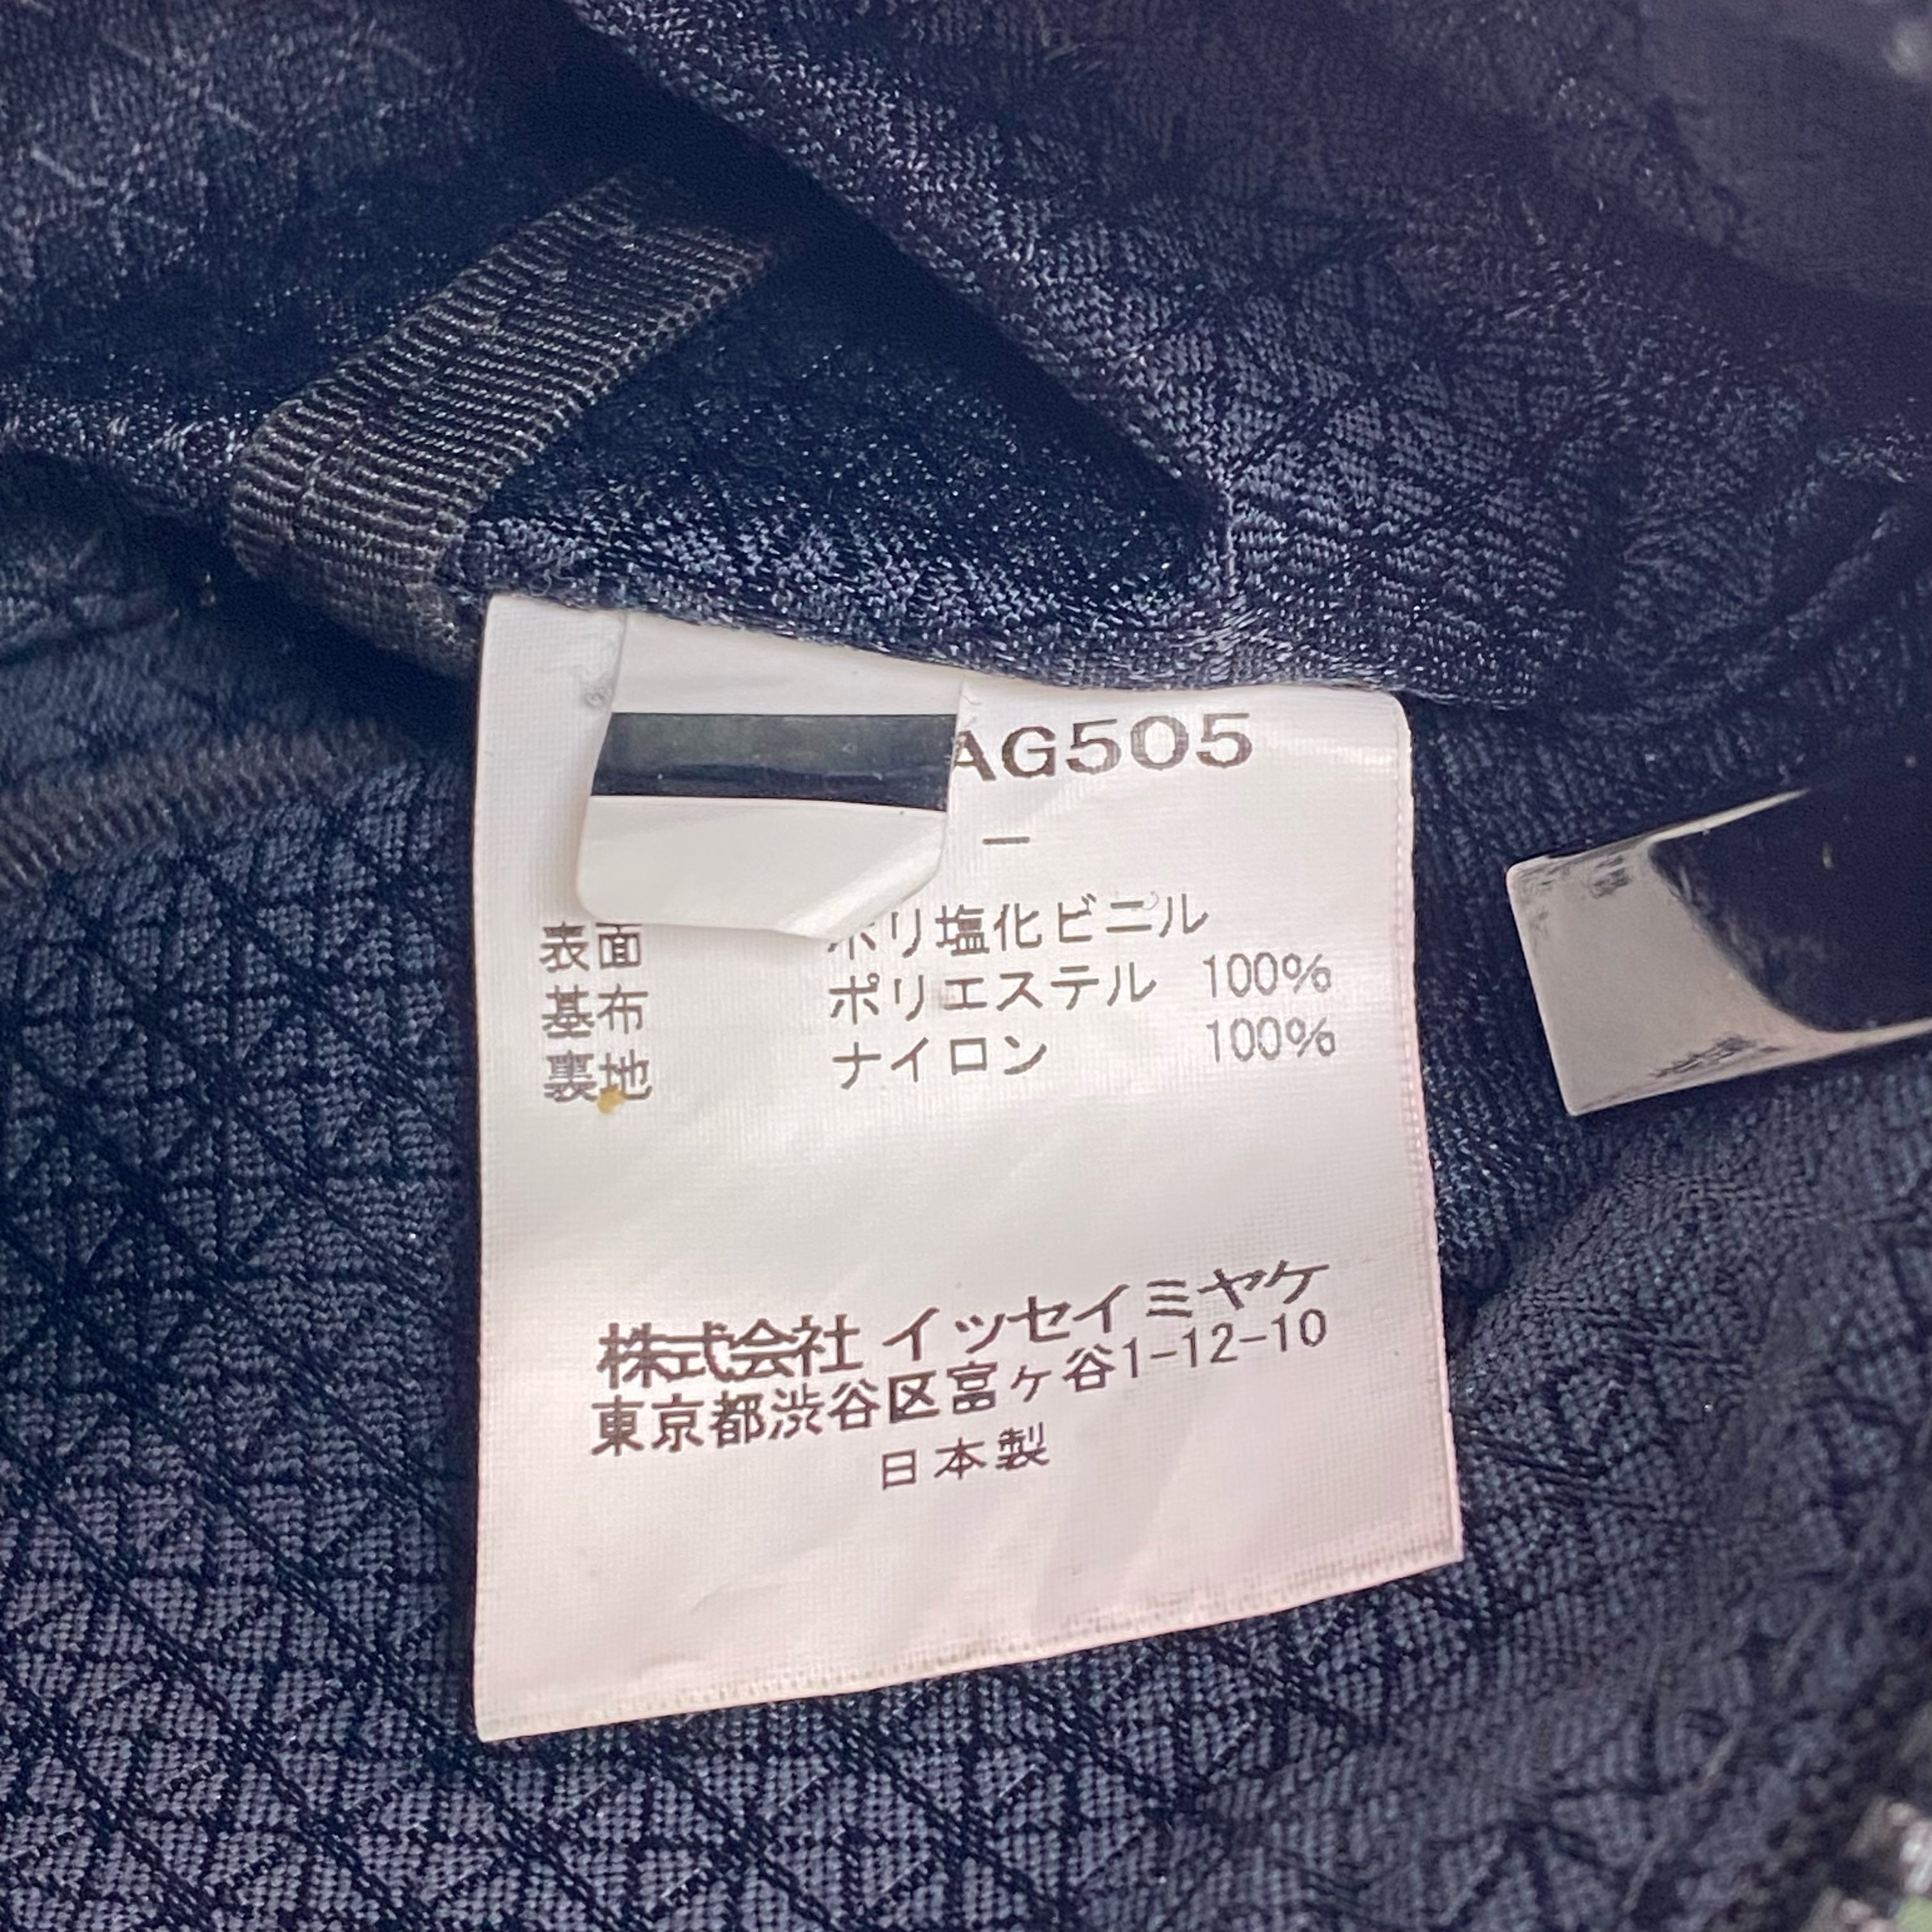 AG505
－
表面 ポリ塩化ビニル
基布 ポリエステル 100%
裏地 ナイロン 100%
株式会社 イッセイミヤケ
東京都渋谷区富ヶ谷1-12-10
日本製